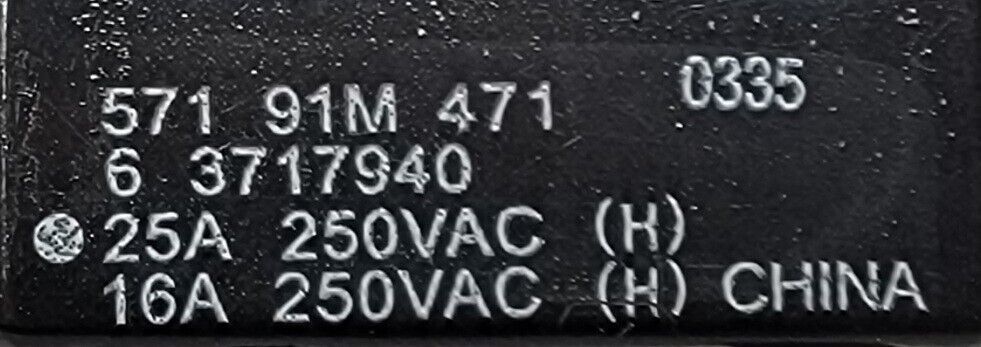 0335
571 91M 471
6 3717940
25A 250VAC (H)
16A 250VAC (H) CHINA